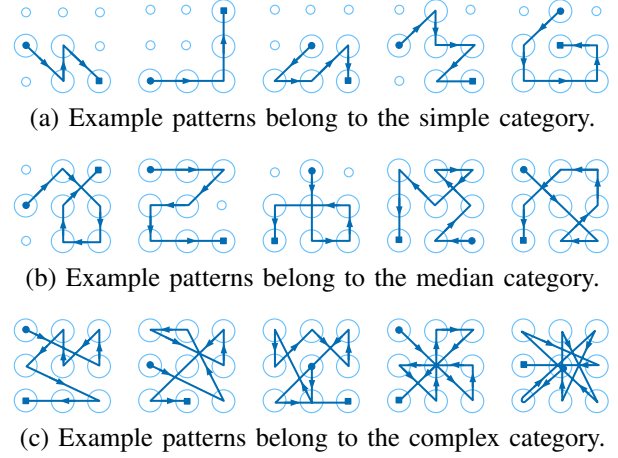 (a) Example patterns belong to the simple category.
(b) Example patterns belong to the median category.
(c) Example patterns belong to the complex category.